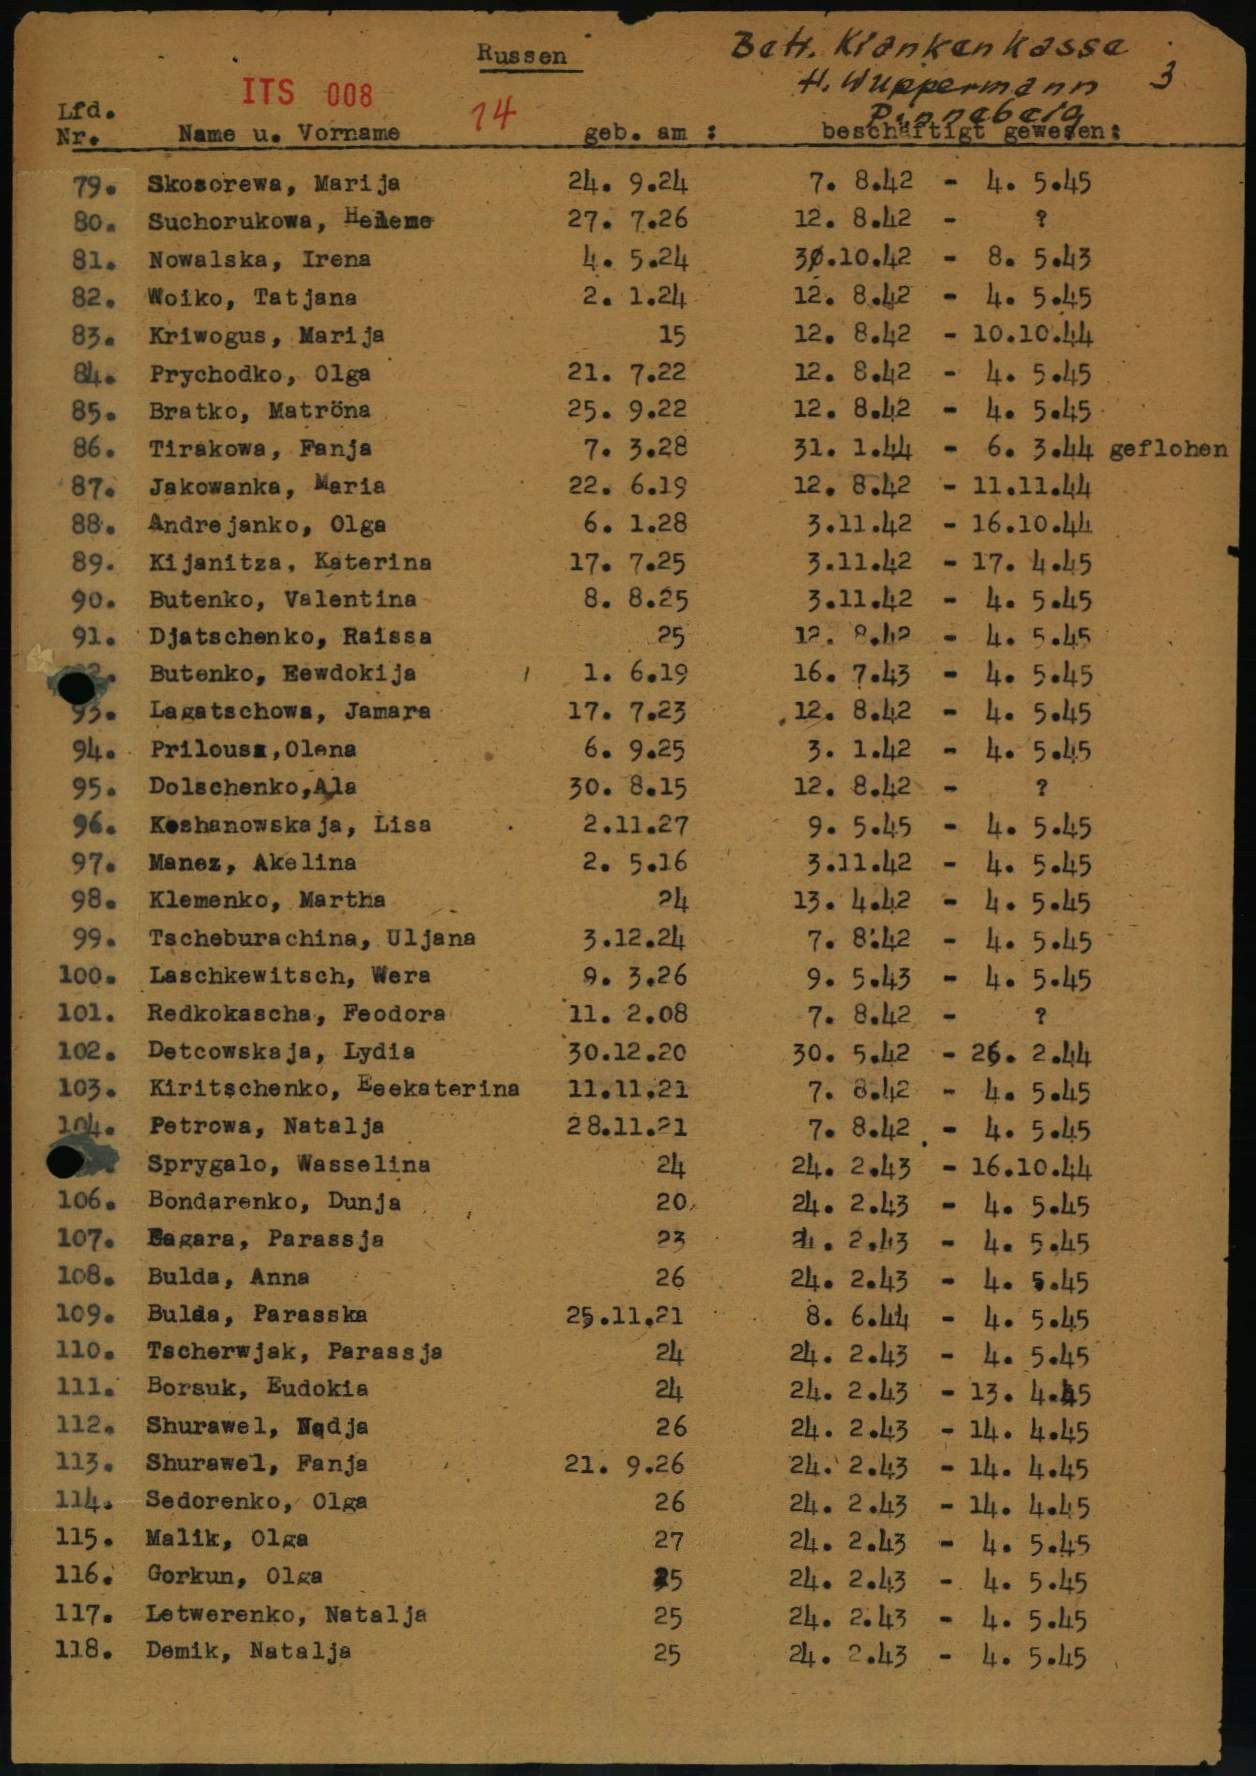 Russen
Betr. Krankenkasse
H. Wuppermann
Pinneberg
3
ITS 008
14
Lfd.
Nr. Name u. Vorname geb. am : beschäftigt gewesen:
79. Skosorewa, Marija 24. 9.24 7. 8.42 - 4. 5.45
80. Suchorukowa, Helene 27. 7.26 12. 8.42 - ?
81. Nowalska, Irena 4. 5.24 30.10.42 - 8. 5.43
82. Woiko, Tatjana 2. 1.24 12. 8.42 - 4. 5.45
83. Kriwogus, Marija 15 12. 8.42 - 10.10.44
84. Prychodko, Olga 21. 7.22 12. 8.42 - 4. 5.45
85. Bratko, Matröna 25. 9.22 12. 8.42 - 4. 5.45
86. Tirakowa, Fanja 7. 3.28 31. 1.44 - 6. 3.44 geflohen
87. Jakowanka, Maria 22. 6.19 12. 8.42 - 11.11.44
88. Andrejanko, Olga 6. 1.28 3.11.42 - 16.10.44
89. Kijanitza, Katerina 17. 7.25 3.11.42 - 17. 4.45
90. Butenko, Valentina 8. 8.25 3.11.42 - 4. 5.45
91. Djatschenko, Raissa 25 12. 8.42 - 4. 5.45
Butenko, Eewdokija 1. 6.19 16. 7.43 - 4. 5.45
93. Lagatschowa, Jamara 17. 7.23 12. 8.42 - 4. 5.45
94. Prilousa,Olena 6. 9.25 3. 1.42 - 4. 5.45
95. Dolschenko,Ala 30. 8.15 12. 8.42 - ?
96. Koshanowskaja, Lisa 2.11.27 9. 5.45 - 4. 5.45
97. Manez, Akelina 2. 5.16 3.11.42 - 4. 5.45
98. Klemenko, Martha 24 13. 4.42 - 4. 5.45
99. Tscheburachina, Uljana 3.12.24 7. 8.42 - 4. 5.45
100. Laschkewitsch, Wera 9. 3.26 9. 5.43 - 4. 5.45
101. Redkokascha, Feodora 11. 2.08 7. 8.42 - ?
102. Detcowskaja, Lydia 30.12.20 30. 5.42 - 26. 2.44
103. Kiritschenko, Eeekaterina 11.11.21 7. 8.42 - 4. 5.45
104. Petrowa, Natalja 28.11.21 7. 8.42 - 4. 5.45
Sprygalo, Wasselina 24 24. 2.43 - 16.10.44
106. Bondarenko, Dunja 20 24. 2.43 - 4. 5.45
107. Parassja 23 24. 2.43 - 4. 5.45
108. Bulda, Anna 26 24. 2.43 - 4. 5.45
109. Bulda, Parasska 25.11.21 8. 6.44 - 4. 5.45
110. Tscherwjak, Parassja 24 24. 2.43 - 4. 5.45
111. Borsuk, Eudokia 24 24. 2.43 - 13. 4.45
112. Shurawel, Nadja 26 24. 2.43 - 14. 4.45
113. Shurawel, Fanja 21. 9.26 24. 2.43 - 14. 4.45
114. Sedorenko, Olga 26 24. 2.43 - 14. 4.45
115. Malik, Olga 27 24. 2.43 - 4. 5.45
116. Gorkun, Olga 25 24. 2.43 - 4. 5.45
117. Letwerenko, Natalja 25 24. 2.43 - 4. 5.45
118. Demik, Natalja 25 24. 2.43 - 4. 5.45